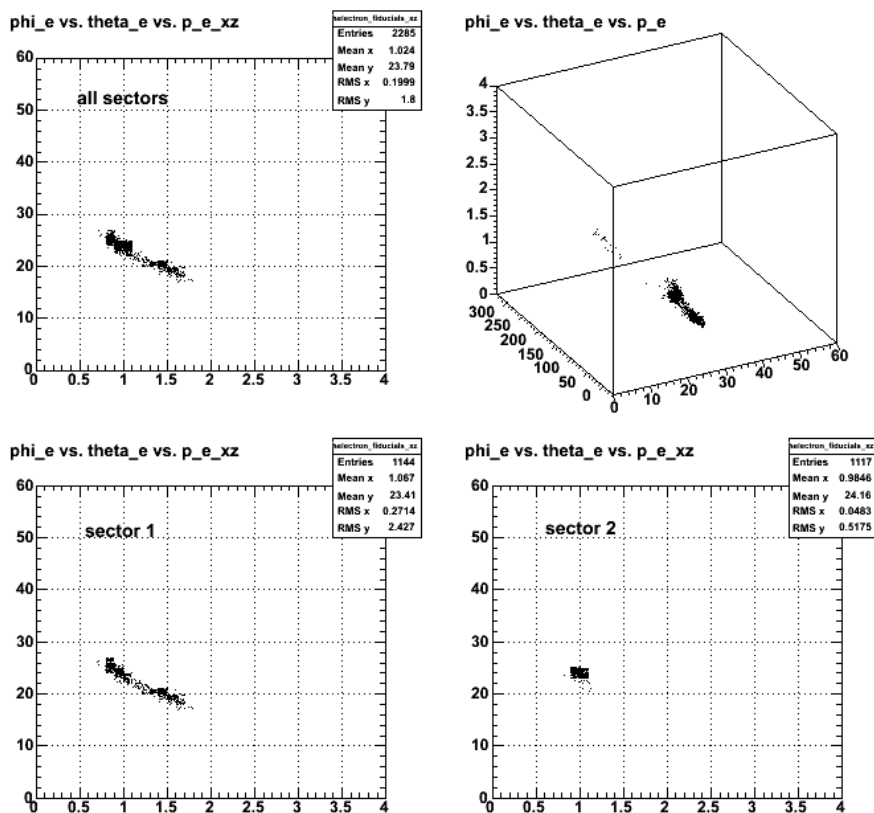 phi_e vs. theta_e vs. p_e_xz
helectron_fiducials_xz
Entries 2285
Mean x 1.024
Mean y 23.79
RMS x 0.1999
RMS y 1.8
all sectors
60
50
40
30
20
10
0
0 0.5 1 1.5 2 2.5 3 3.5 4
phi_e vs. theta_e vs. p_e
4
3.5
3
2.5
2
1.5
1
0.5
0
300
250
200
150
100
50
0
0 10 20 30 40 50 60
phi_e vs. theta_e vs. p_e_xz
helectron_fiducials_xz
Entries 1144
Mean x 1.067
Mean y 23.41
RMS x 0.2714
RMS y 2.427
sector 1
60
50
40
30
20
10
0
0 0.5 1 1.5 2 2.5 3 3.5 4
phi_e vs. theta_e vs. p_e_xz
helectron_fiducials_xz
Entries 1117
Mean x 0.9846
Mean y 24.16
RMS x 0.0483
RMS y 0.5175
sector 2
60
50
40
30
20
10
0
0 0.5 1 1.5 2 2.5 3 3.5 4